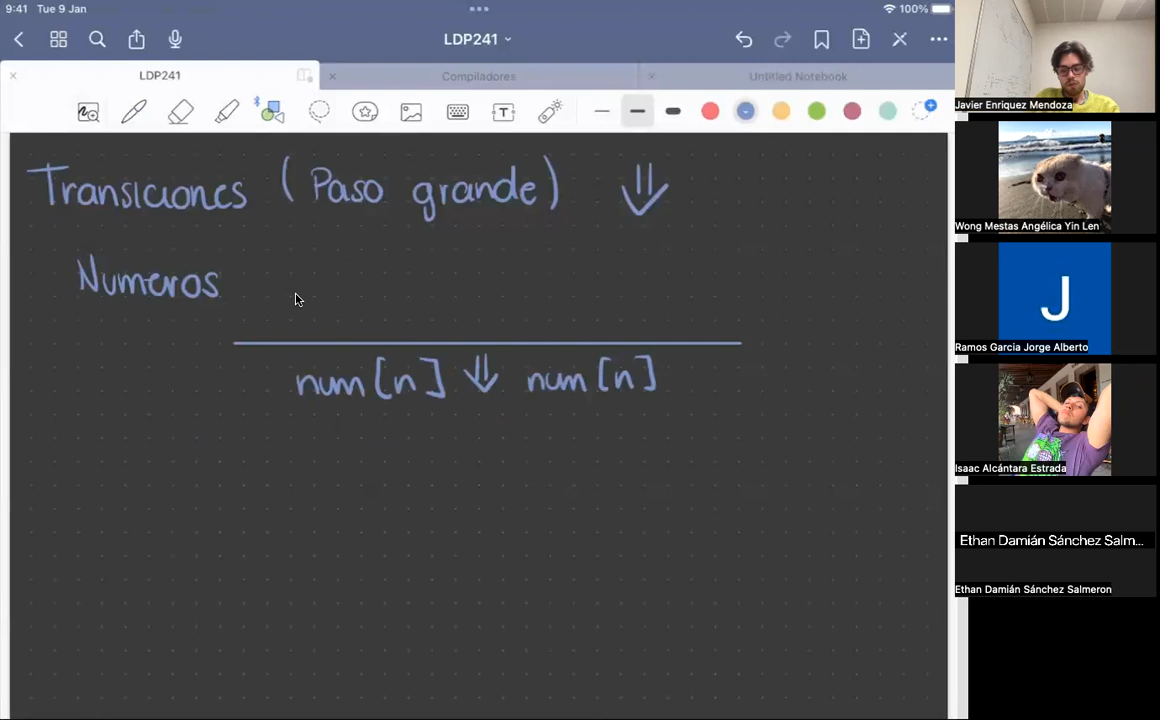 9:41 Tue 9 Jan
100%
LDP241
LDP241
Compiladores
Untitled Notebook
Transiciones (Paso grande) ⇓
Numeros
num[n] ⇓ num[n]
Javier Enriquez Mendoza
Wong Mestas Angélica Yin Len
J
Ramos Garcia Jorge Alberto
Isaac Alcántara Estrada
Ethan Damián Sánchez Salm...
Ethan Damián Sánchez Salmeron